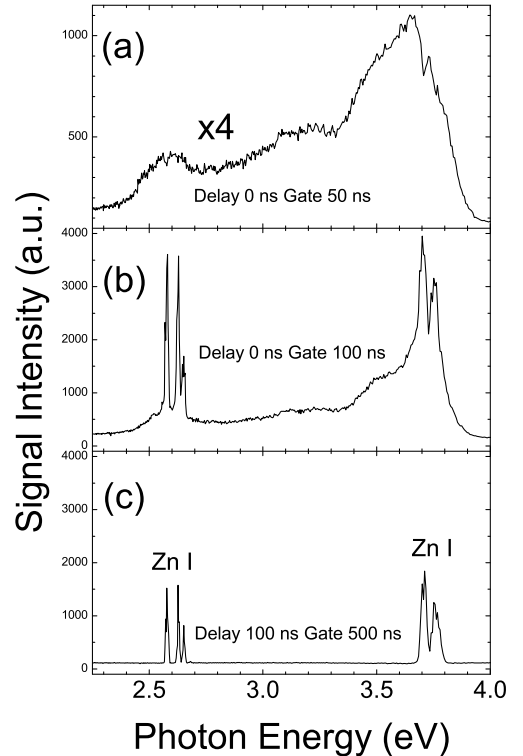 (a)
1000
x4
500
Delay 0 ns Gate 50 ns
4000
(b)
3000
Delay 0 ns Gate 100 ns
2000
1000
0
4000
(c)
3000
Zn I
Zn I
2000
Delay 100 ns Gate 500 ns
1000
0
2.5
3.0
3.5
4.0
Photon Energy (eV)
Signal Intensity (a.u.)